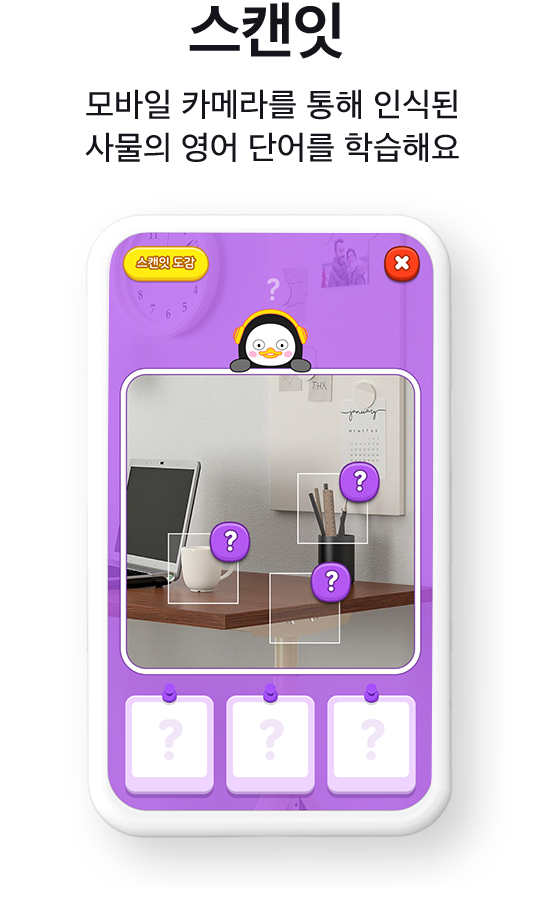 스캔잇
모바일 카메라를 통해 인식된
사물의 영어 단어를 학습해요
스캔잇 도감
?
THX
january
?
?
?
? ? ?